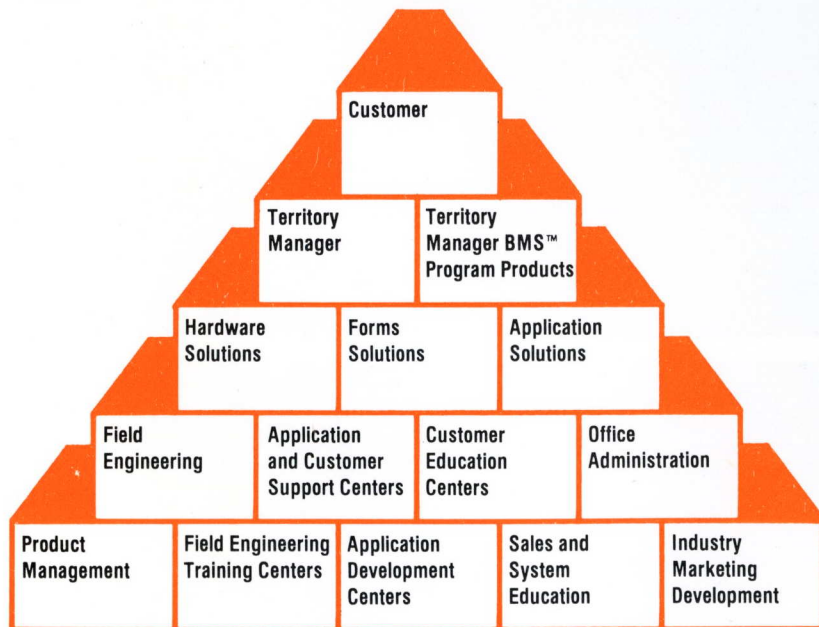 Customer
Territory
Manager
Territory
Manager BMS™
Program Products
Hardware
Solutions
Forms
Solutions
Application
Solutions
Field
Engineering
Application
and Customer
Support Centers
Customer
Education
Centers
Office
Administration
Product
Management
Field Engineering
Training Centers
Application
Development
Centers
Sales and
System
Education
Industry
Marketing
Development